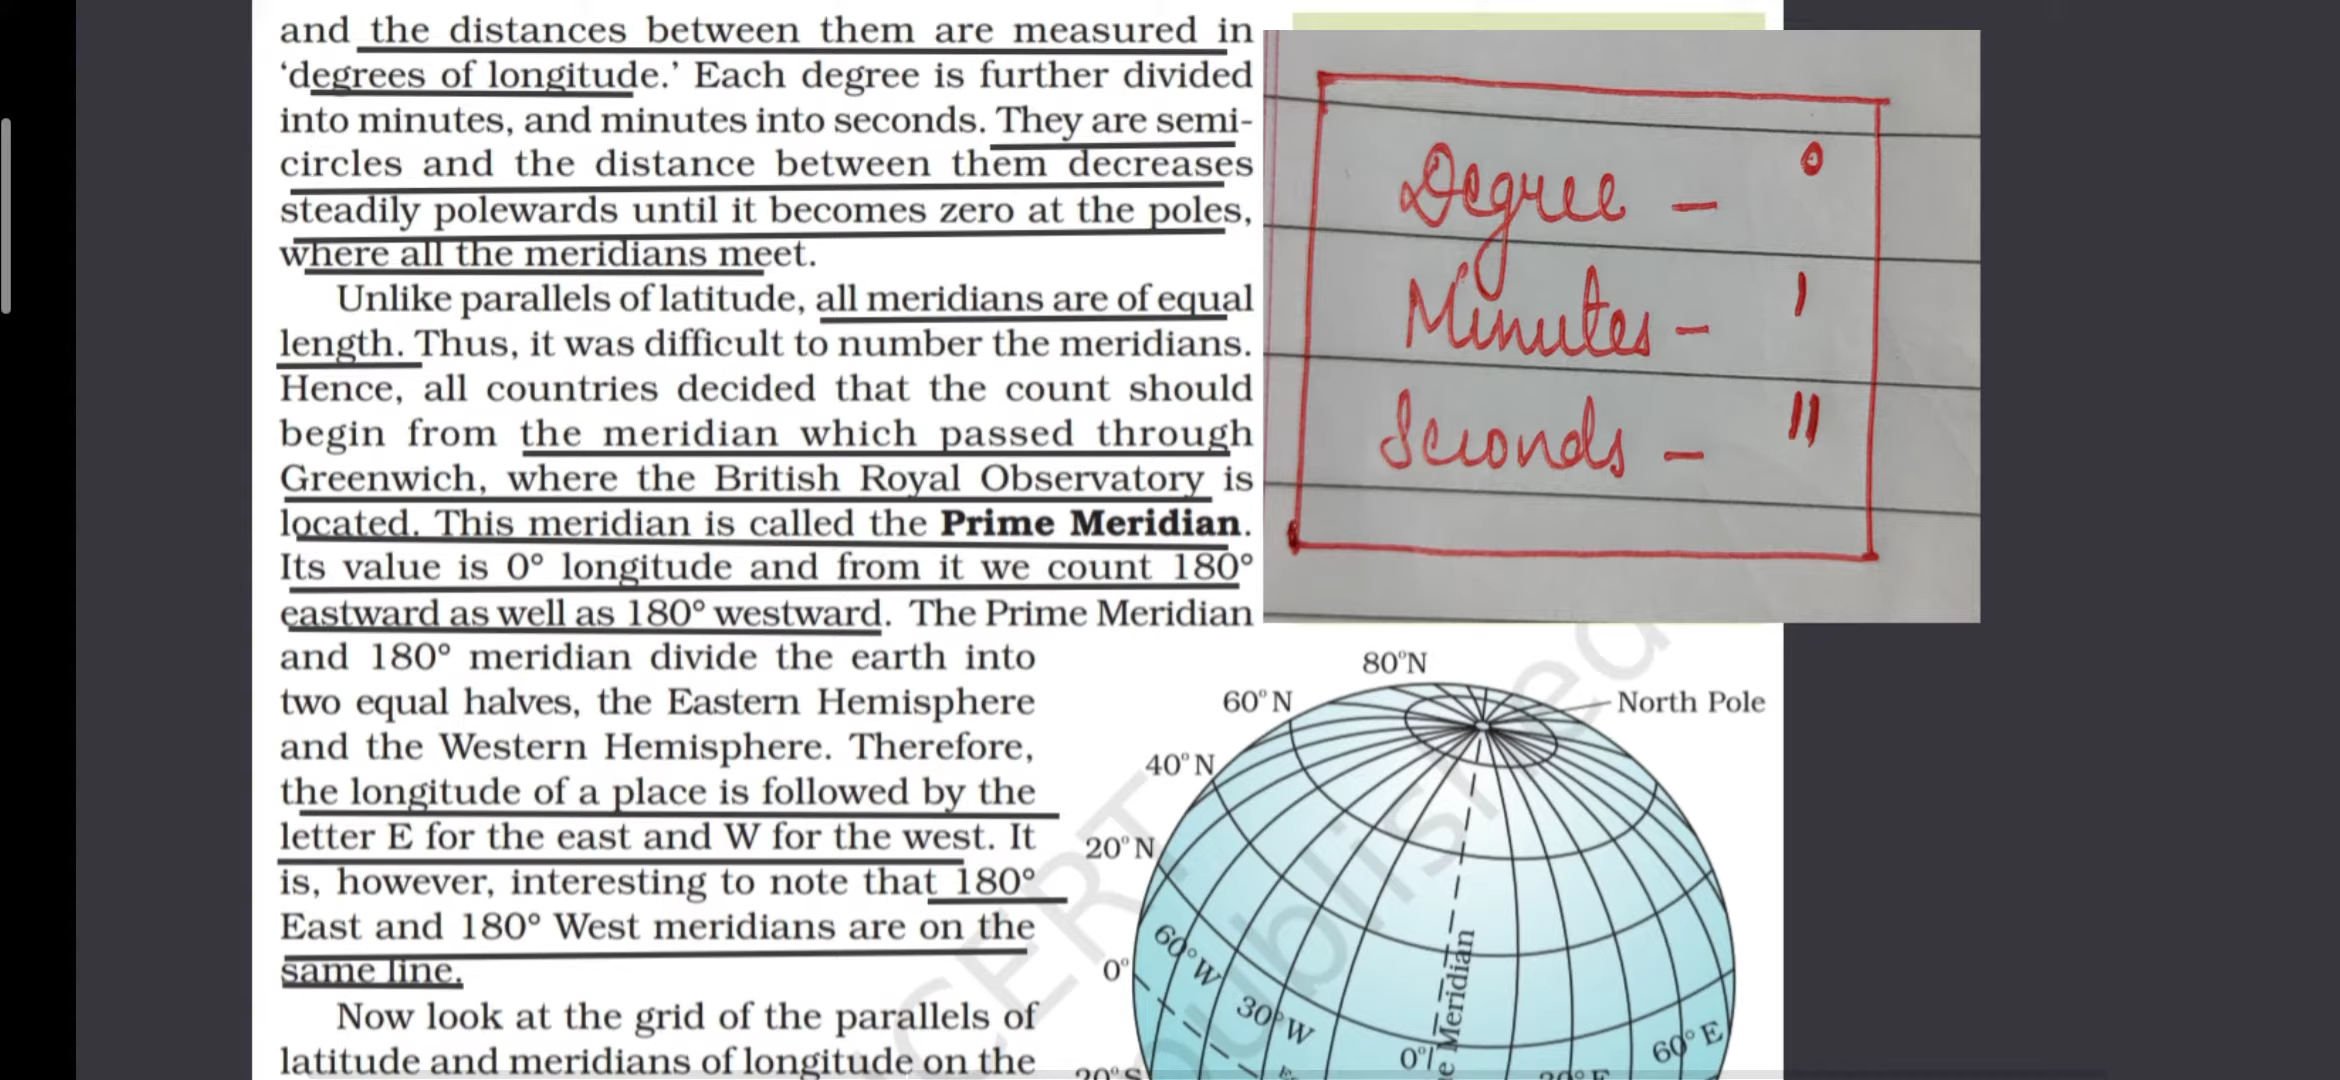 and the distances between them are measured in
‘degrees of longitude.’ Each degree is further divided
into minutes, and minutes into seconds. They are semi-
circles and the distance between them decreases
steadily polewards until it becomes zero at the poles,
where all the meridians meet.
Unlike parallels of latitude, all meridians are of equal
length. Thus, it was difficult to number the meridians.
Hence, all countries decided that the count should
begin from the meridian which passed through
Greenwich, where the British Royal Observatory is
located. This meridian is called the Prime Meridian.
Its value is 0° longitude and from it we count 180°
eastward as well as 180° westward. The Prime Meridian
and 180° meridian divide the earth into
two equal halves, the Eastern Hemisphere
and the Western Hemisphere. Therefore,
the longitude of a place is followed by the
letter E for the east and W for the west. It
is, however, interesting to note that 180°
East and 180° West meridians are on the
same line.
Now look at the grid of the parallels of
latitude and meridians of longitude on the
Degree – °
Minutes – '
Seconds – "
80°N
60°N
North Pole
40°N
20°N
0°
60°W
30°W
0°
Meridian
60°E
20°S